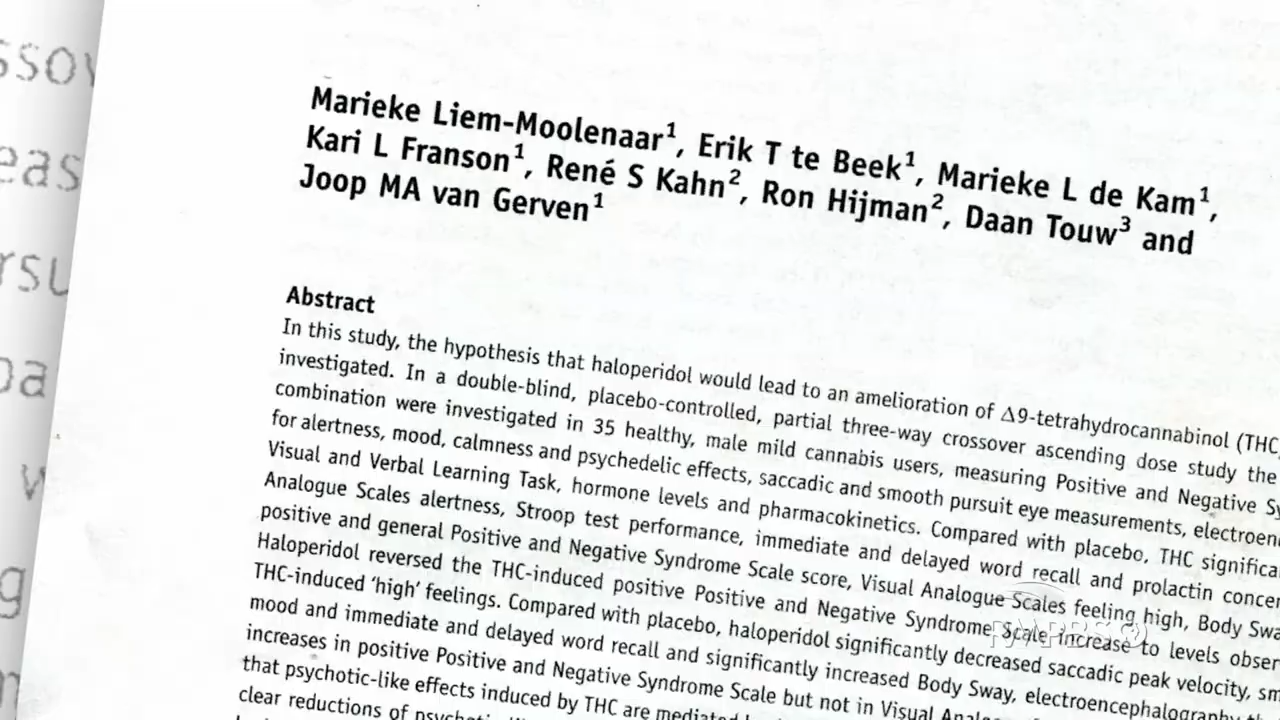 Marieke Liem-Moolenaar1, Erik T te Beek1, Marieke L de Kam1,
Kari L Franson1, René S Kahn2, Ron Hijman2, Daan Touw3 and
Joop MA van Gerven1
Abstract
In this study, the hypothesis that haloperidol would lead to an amelioration of Δ9-tetrahydrocannabinol (THC
investigated. In a double-blind, placebo-controlled, partial three-way crossover ascending dose study the
combination were investigated in 35 healthy, male mild cannabis users, measuring Positive and Negative Sy
for alertness, mood, calmness and psychedelic effects, saccadic and smooth pursuit eye measurements, electroen
Visual and Verbal Learning Task, hormone levels and pharmacokinetics. Compared with placebo, THC significa
Analogue Scales alertness, Stroop test performance, immediate and delayed word recall and prolactin concen
positive and general Positive and Negative Syndrome Scale score, Visual Analogue Scales feeling high, Body Swa
Haloperidol reversed the THC-induced positive Positive and Negative Syndrome Scale increase to levels obser
THC-induced 'high' feelings. Compared with placebo, haloperidol significantly decreased saccadic peak velocity, sm
mood and immediate and delayed word recall and significantly increased Body Sway, electroencephalography th
increases in positive Positive and Negative Syndrome Scale but not in Visual Analogue
that psychotic-like effects induced by THC are mediated
clear reductions of